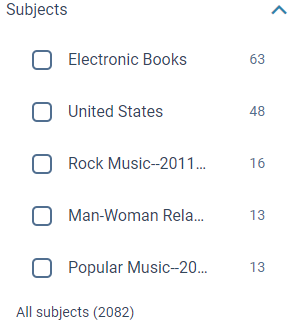 Subjects
Electronic Books 63
United States 48
Rock Music--2011... 16
Man-Woman Rela... 13
Popular Music--20... 13
All subjects (2082)